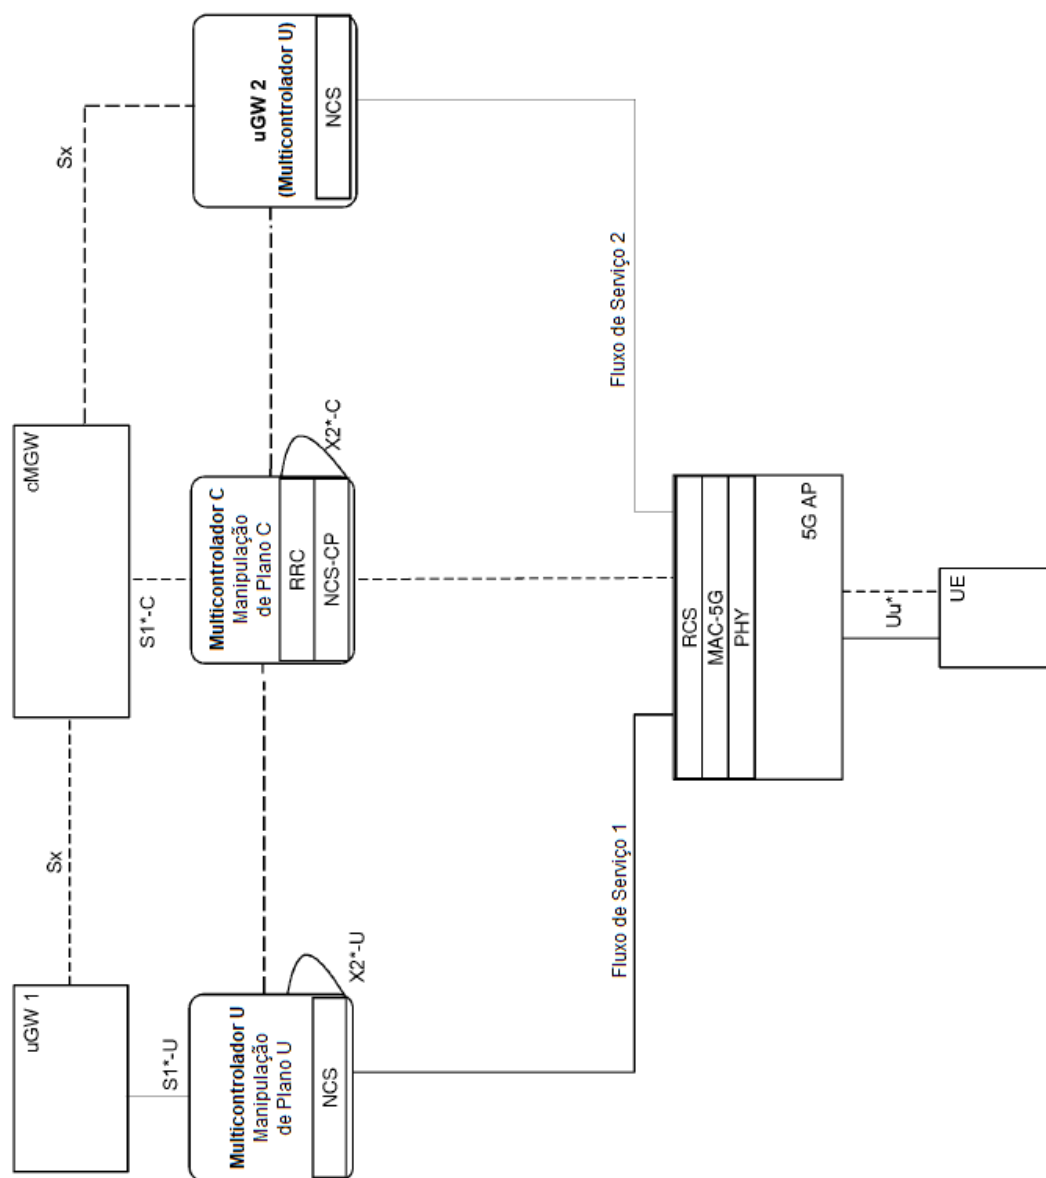 uGW 1
Sx
cMGW
Sx
S1*-U
S1*-C
Multicontrolador U
Manipulação
de Plano U
NCS
X2*-U
Multicontrolador C
Manipulação
de Plano C
RRC
NCS-CP
X2*-C
uGW 2
(Multicontrolador U)
NCS
Fluxo de Serviço 1
Fluxo de Serviço 2
RCS
MAC-5G
PHY
5G AP
Uu*
UE